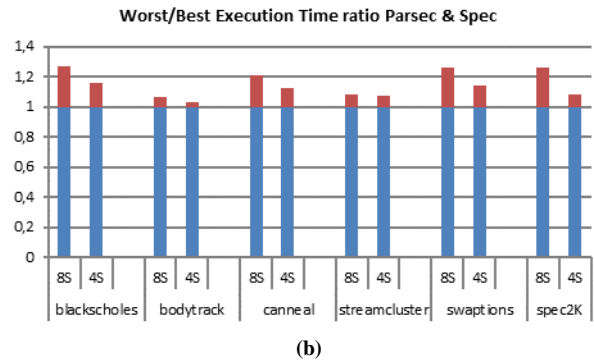 Worst/Best Execution Time ratio Parsec & Spec
1,4
1,2
1
0,8
0,6
0,4
0,2
0
8S 4S 8S 4S 8S 4S 8S 4S 8S 4S 8S 4S
blackscholes bodytrack canneal streamcluster swaptions spec2K
(b)